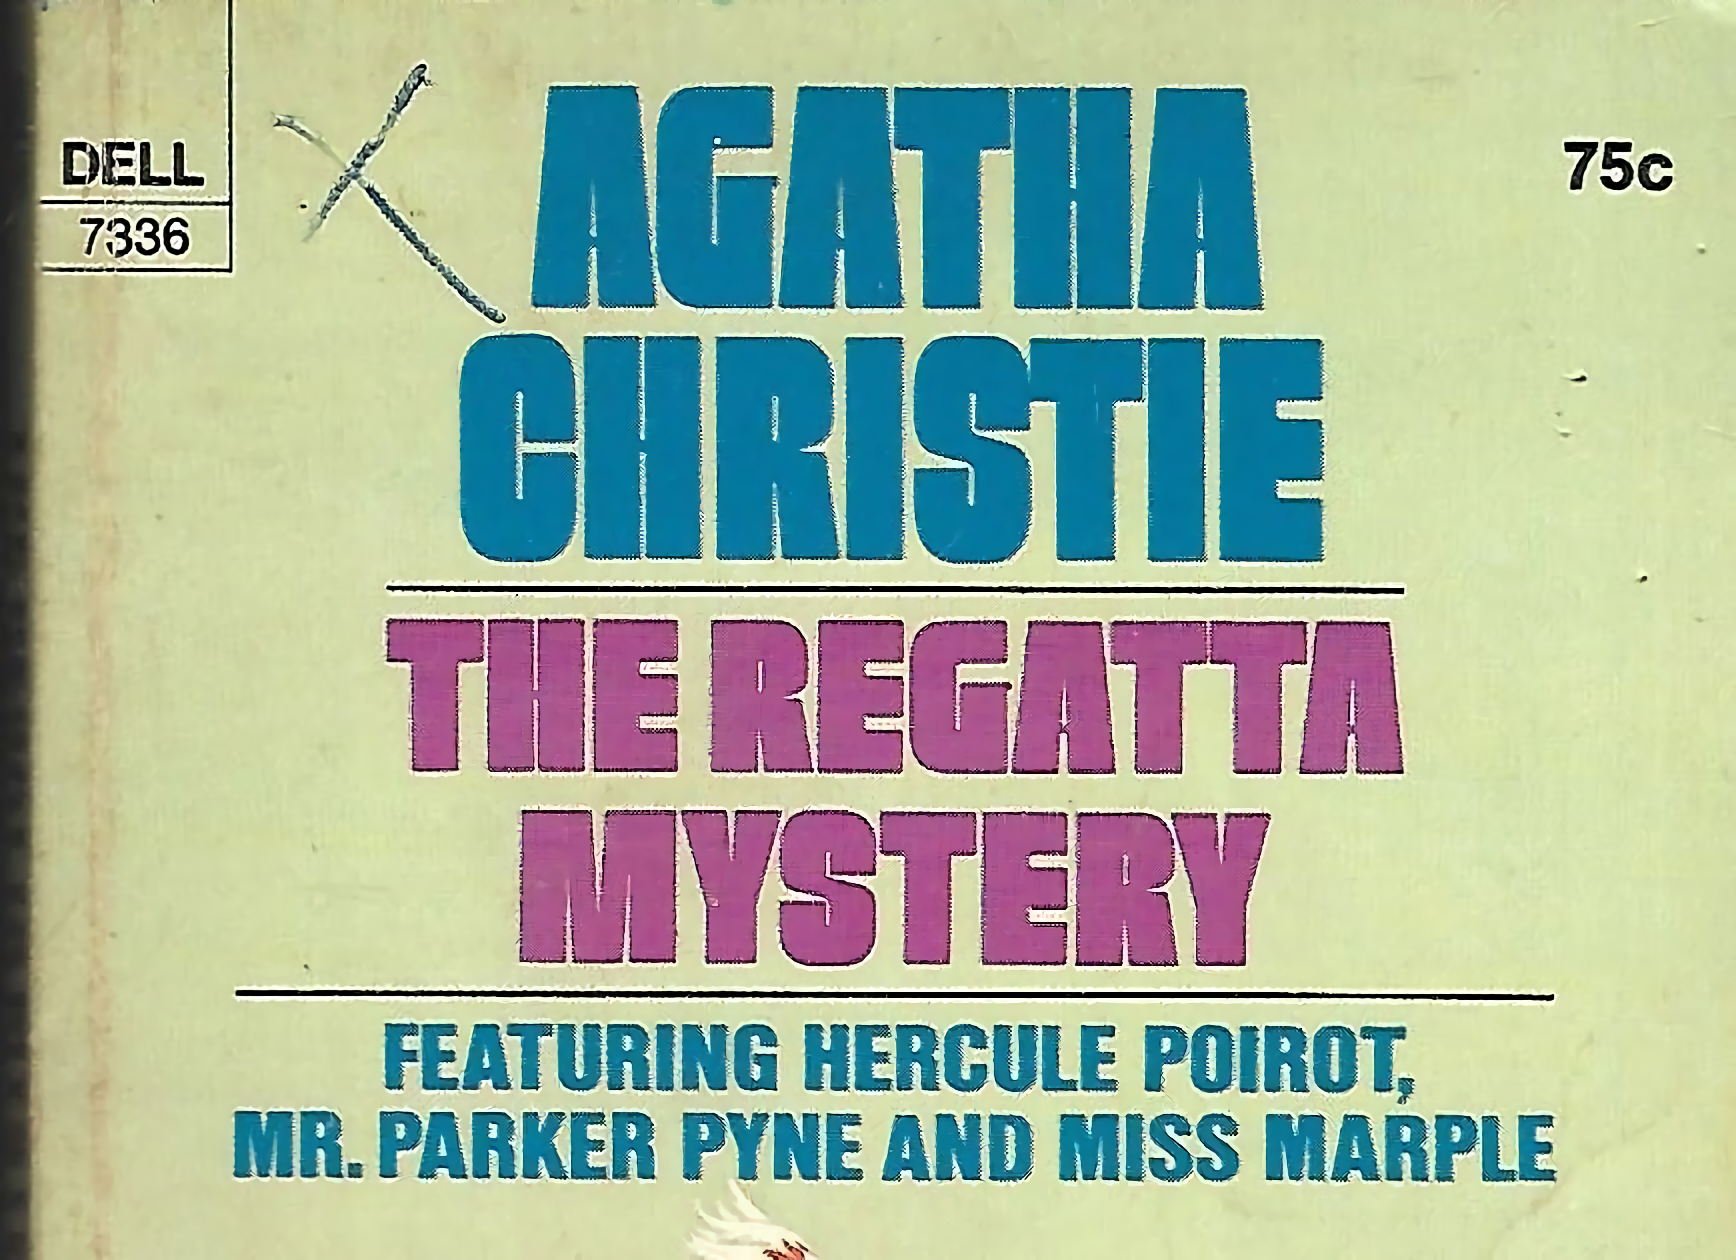 DELL
7336
75c
AGATHA
CHRISTIE
THE REGATTA
MYSTERY
FEATURING HERCULE POIROT,
MR. PARKER PYNE AND MISS MARPLE